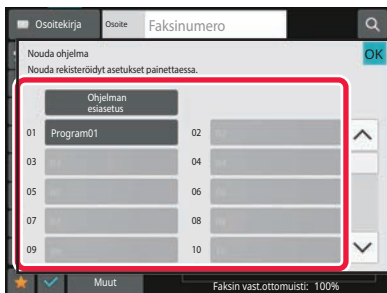 Osoitekirja Osoite Faksinumero
Nouda ohjelma OK
Nouda rekisteröidyt asetukset painettaessa.
Ohjelman
esiasetus
01 Program01 02
03 04
05 06
07 08
09 10
Muut Faksin vast.ottomuisti: 100%